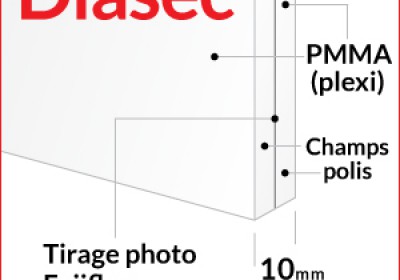 Diasec
PMMA
(plexi)
Champs
polis
Tirage photo
10mm